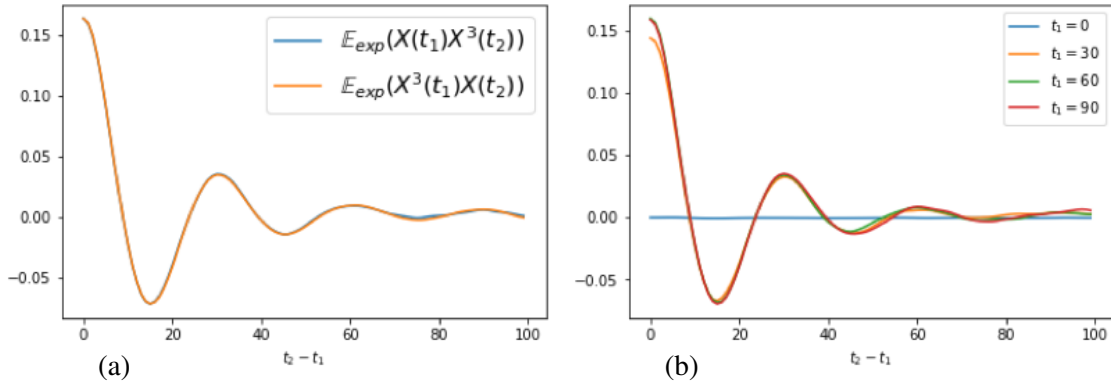 0.15
0.10
0.05
0.00
−0.05
0 20 40 60 80 100
t₂ − t₁
𝔼ₑₓₚ(X(t₁)X³(t₂))
𝔼ₑₓₚ(X³(t₁)X(t₂))
(a)
0.15
0.10
0.05
0.00
−0.05
0 20 40 60 80 100
t₂ − t₁
t₁ = 0
t₁ = 30
t₁ = 60
t₁ = 90
(b)